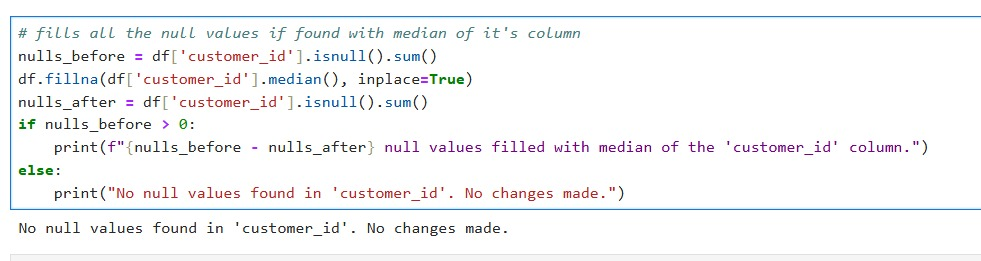 # fills all the null values if found with median of it's column
nulls_before = df['customer_id'].isnull().sum()
df.fillna(df['customer_id'].median(), inplace=True)
nulls_after = df['customer_id'].isnull().sum()
if nulls_before > 0:
    print(f"{nulls_before - nulls_after} null values filled with median of the 'customer_id' column.")
else:
    print("No null values found in 'customer_id'. No changes made.")
No null values found in 'customer_id'. No changes made.